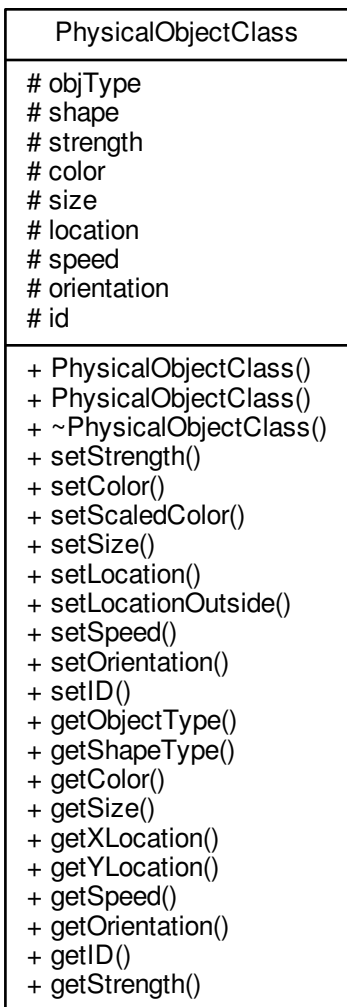 PhysicalObjectClass
# objType
# shape
# strength
# color
# size
# location
# speed
# orientation
# id
+ PhysicalObjectClass()
+ PhysicalObjectClass()
+ ~PhysicalObjectClass()
+ setStrength()
+ setColor()
+ setScaledColor()
+ setSize()
+ setLocation()
+ setLocationOutside()
+ setSpeed()
+ setOrientation()
+ setID()
+ getObjectType()
+ getShapeType()
+ getColor()
+ getSize()
+ getXLocation()
+ getYLocation()
+ getSpeed()
+ getOrientation()
+ getID()
+ getStrength()